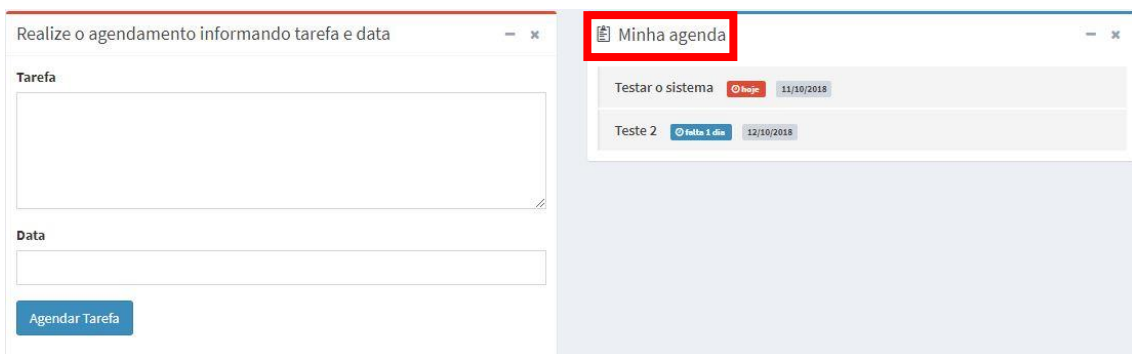 Realize o agendamento informando tarefa e data
Tarefa
Data
Agendar Tarefa
Minha agenda
Testar o sistema hoje 11/10/2018
Teste 2 falta 1 dia 12/10/2018